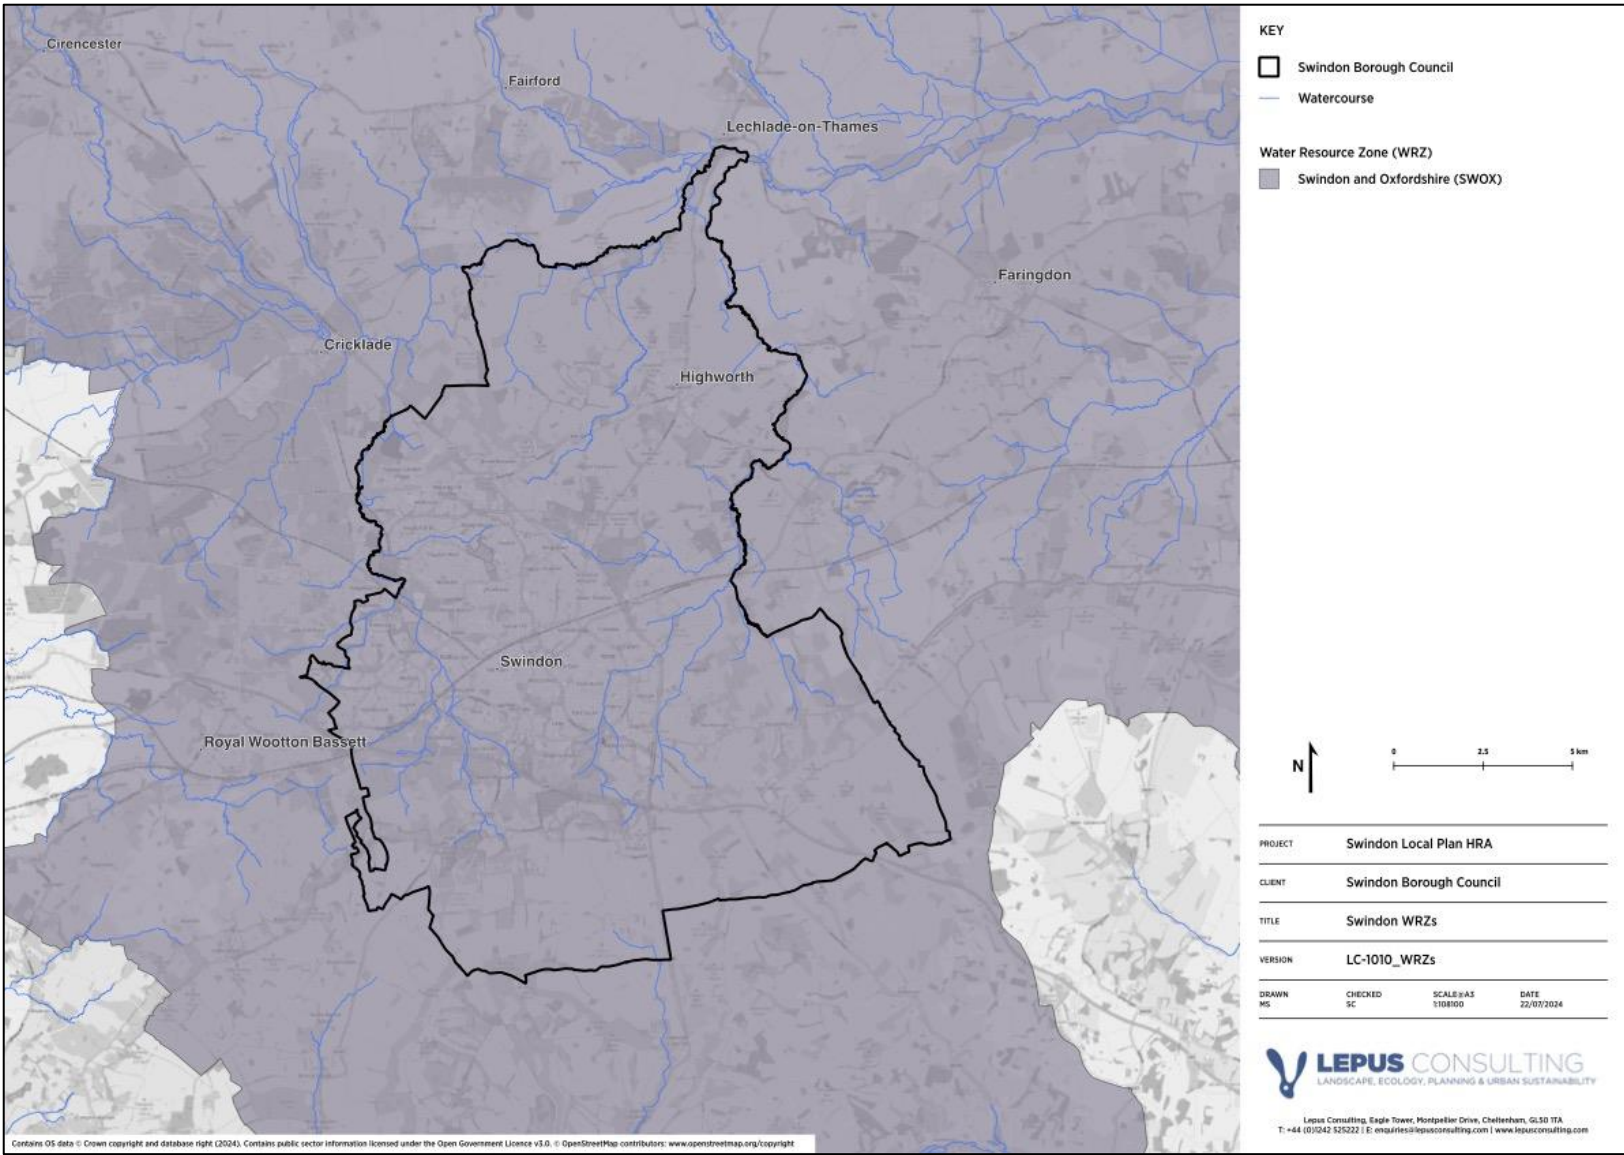 Cirencester
Fairford
Lechlade-on-Thames
Faringdon
Cricklade
Highworth
Swindon
Royal Wootton Bassett
Contains OS data © Crown copyright and database right (2024). Contains public sector information licensed under the Open Government Licence v3.0. © OpenStreetMap contributors: www.openstreetmap.org/copyright
KEY
Swindon Borough Council
Watercourse
Water Resource Zone (WRZ)
Swindon and Oxfordshire (SWOX)
N
0 2.5 5 km
PROJECT Swindon Local Plan HRA
CLIENT Swindon Borough Council
TITLE Swindon WRZs
VERSION LC-1010_WRZs
DRAWN CHECKED SCALE@A3 DATE
MS SC 1:108100 22/07/2024
LEPUS CONSULTING
LANDSCAPE, ECOLOGY, PLANNING & URBAN SUSTAINABILITY
Lepus Consulting, Eagle Tower, Montpellier Drive, Cheltenham, GL50 1TA
T: +44 (0)1242 525222 | E: enquiries@lepusconsulting.com | www.lepusconsulting.com